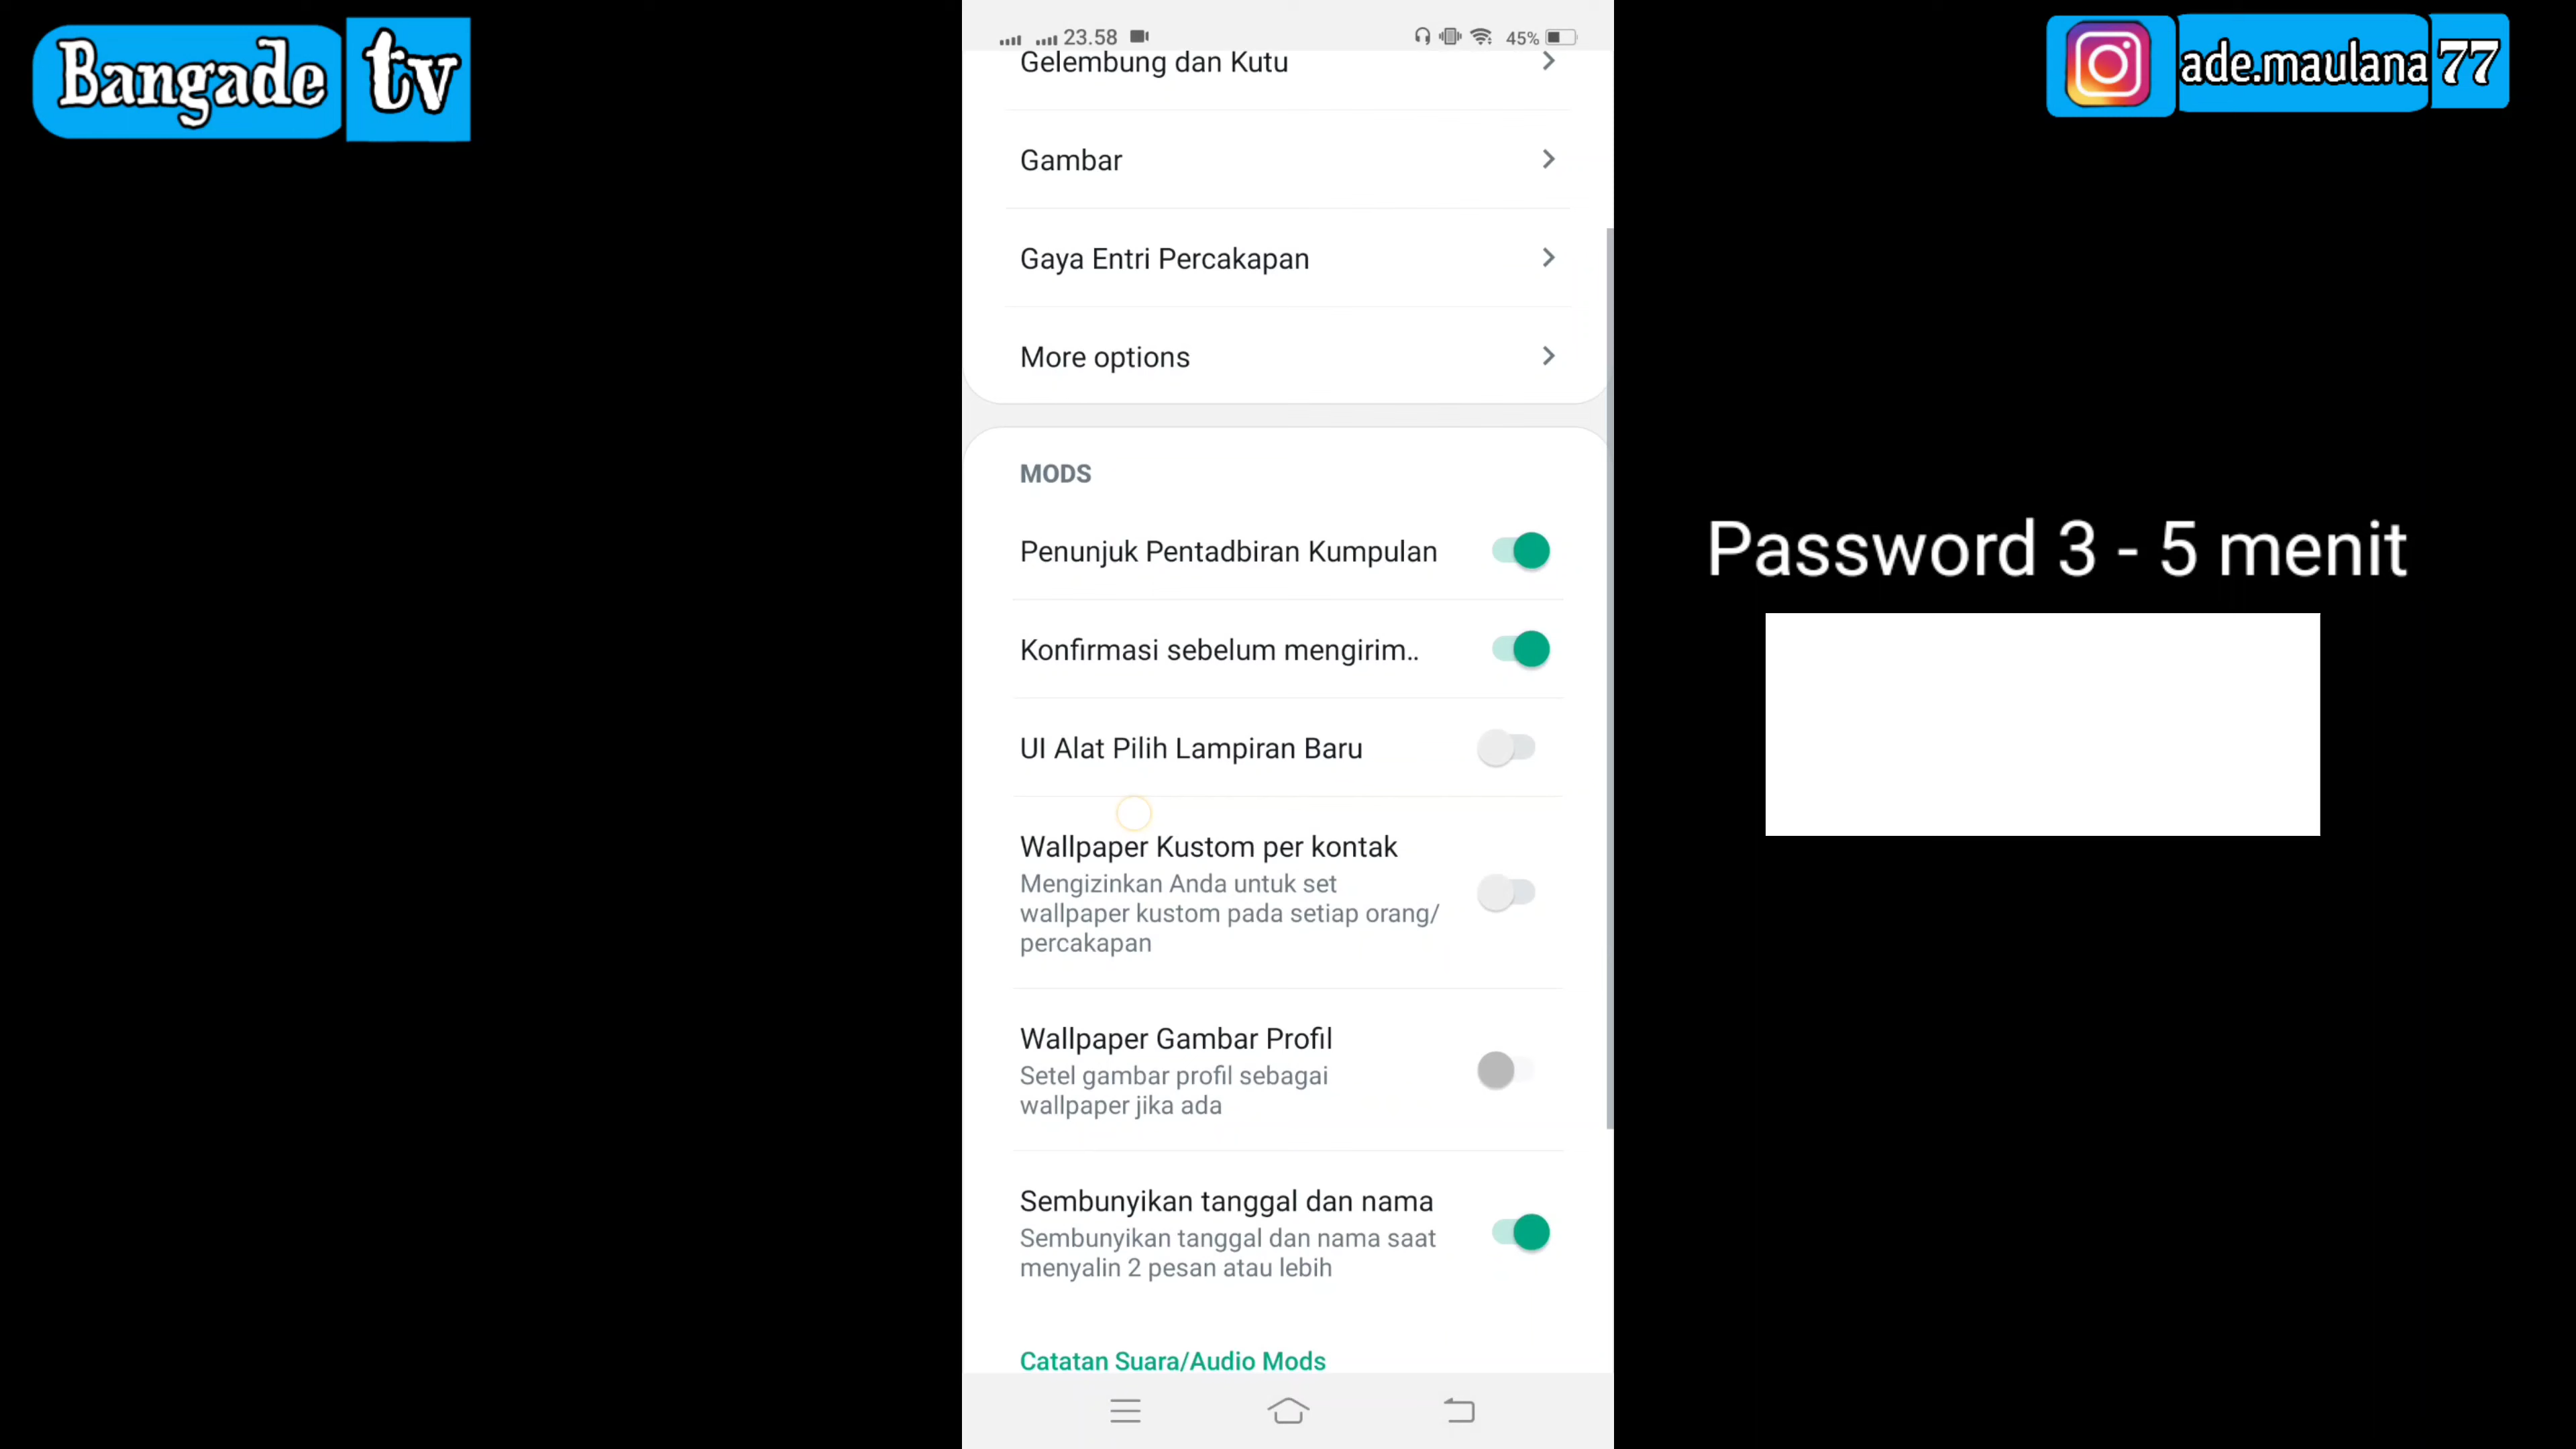 Bangade tv
ade.maulana77
23.58
45%
Gelembung dan Kutu
Gambar
Gaya Entri Percakapan
More options
MODS
Penunjuk Pentadbiran Kumpulan
Konfirmasi sebelum mengirim..
UI Alat Pilih Lampiran Baru
Wallpaper Kustom per kontak
Mengizinkan Anda untuk set
wallpaper kustom pada setiap orang/
percakapan
Wallpaper Gambar Profil
Setel gambar profil sebagai
wallpaper jika ada
Sembunyikan tanggal dan nama
Sembunyikan tanggal dan nama saat
menyalin 2 pesan atau lebih
Catatan Suara/Audio Mods
Password 3 - 5 menit